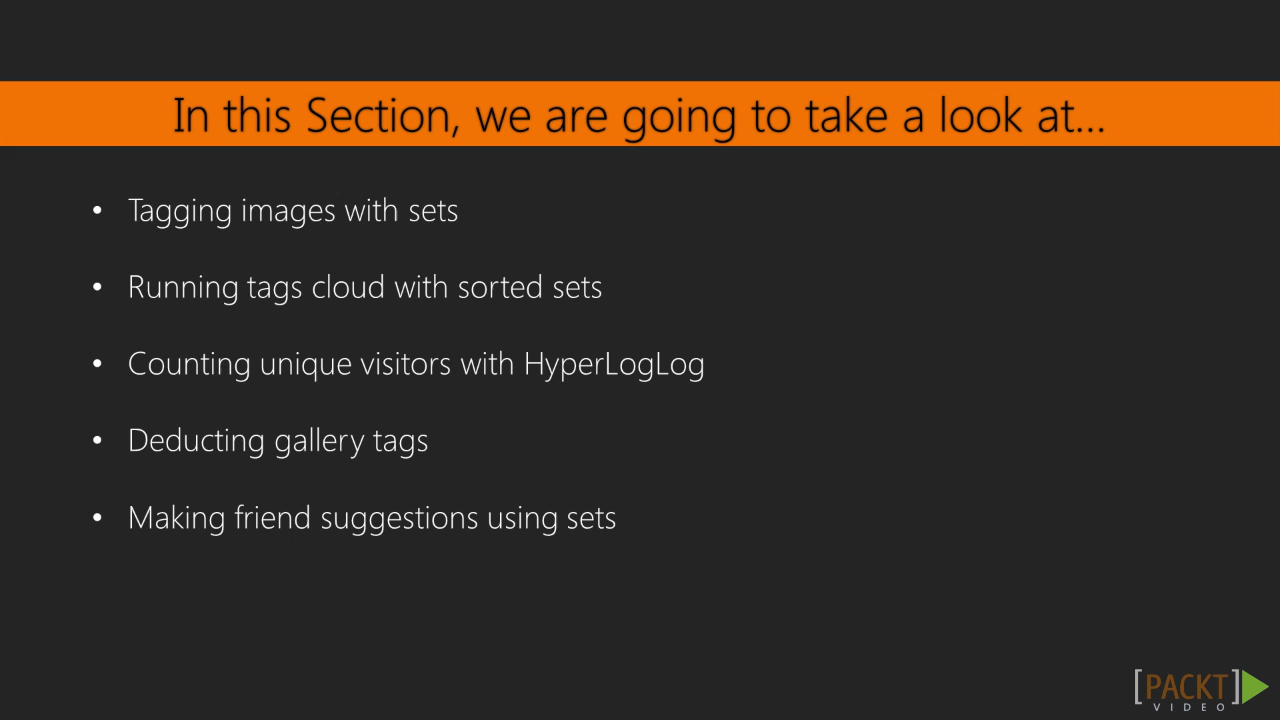 In this Section, we are going to take a look at...
• Tagging images with sets
• Running tags cloud with sorted sets
• Counting unique visitors with HyperLogLog
• Deducting gallery tags
• Making friend suggestions using sets
[PACKT]
VIDEO